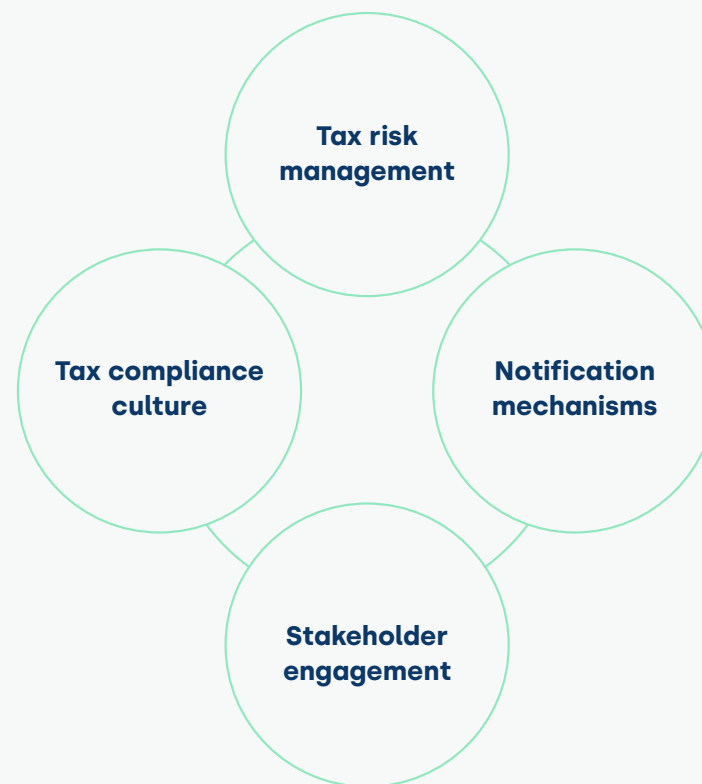 Tax risk
management
Tax compliance
culture
Notification
mechanisms
Stakeholder
engagement